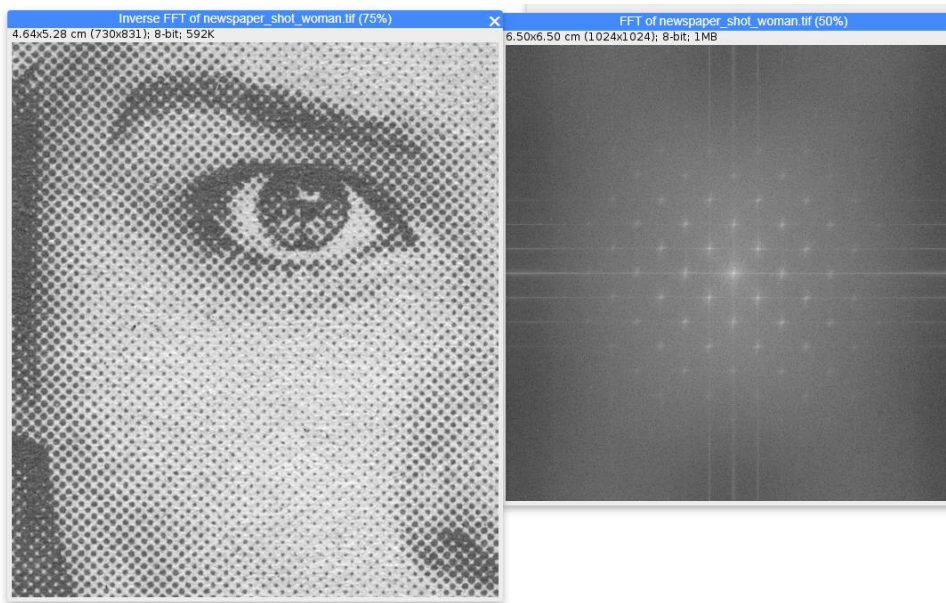 Inverse FFT of newspaper_shot_woman.tif (75%)
4.64x5.28 cm (730x831); 8-bit; 592K
FFT of newspaper_shot_woman.tif (50%)
6.50x6.50 cm (1024x1024); 8-bit; 1MB